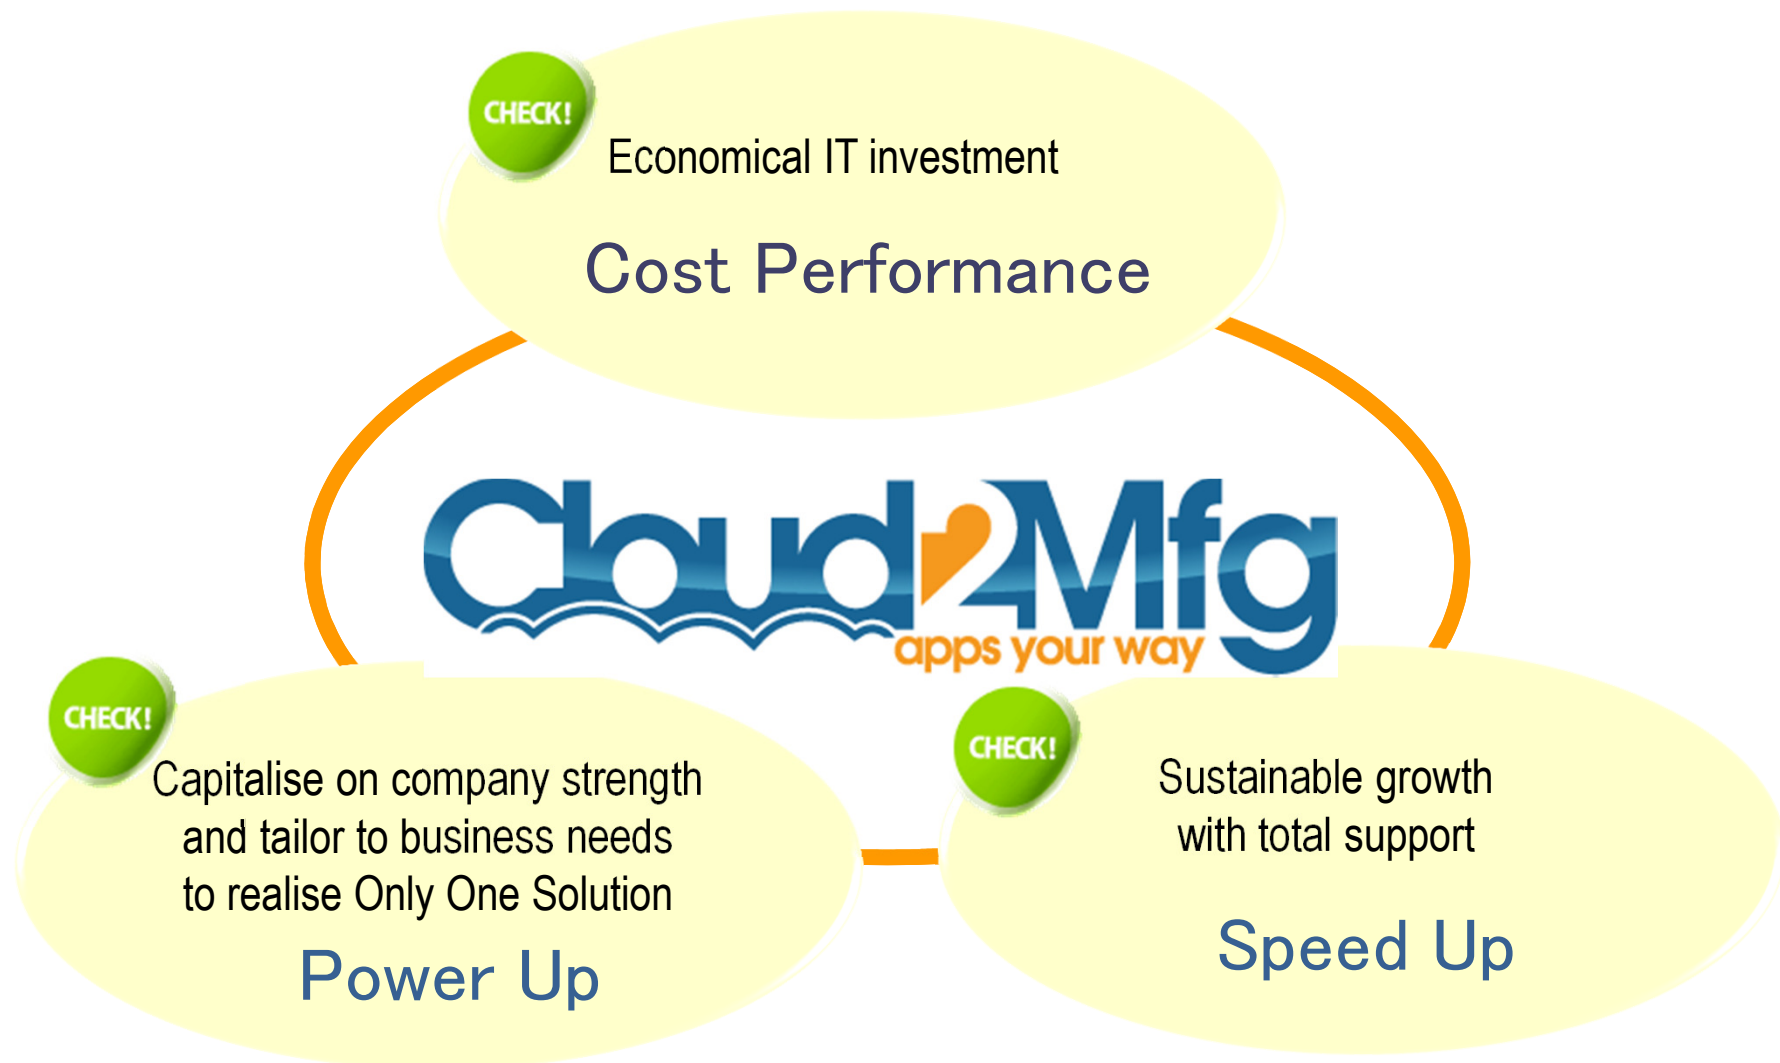 CHECK!
Economical IT investment
Cost Performance
Cloud2Mfg
apps your way
CHECK!
Capitalise on company strength
and tailor to business needs
to realise Only One Solution
Power Up
CHECK!
Sustainable growth
with total support
Speed Up